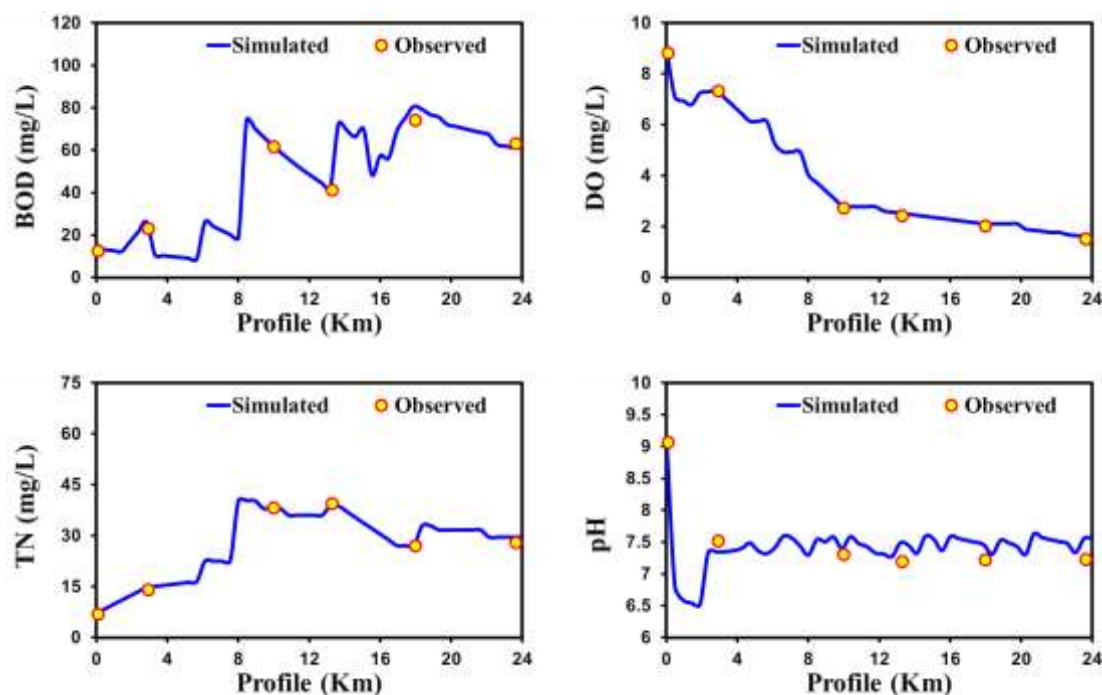 120
100
80
60
40
20
0
BOD (mg/L)
Simulated Observed
0 4 8 12 16 20 24
Profile (Km)
10
8
6
4
2
0
DO (mg/L)
Simulated Observed
0 4 8 12 16 20 24
Profile (Km)
75
60
45
30
15
0
TN (mg/L)
Simulated Observed
0 4 8 12 16 20 24
Profile (Km)
10
9.5
9
8.5
8
7.5
7
6.5
6
pH
Simulated Observed
0 4 8 12 16 20 24
Profile (Km)